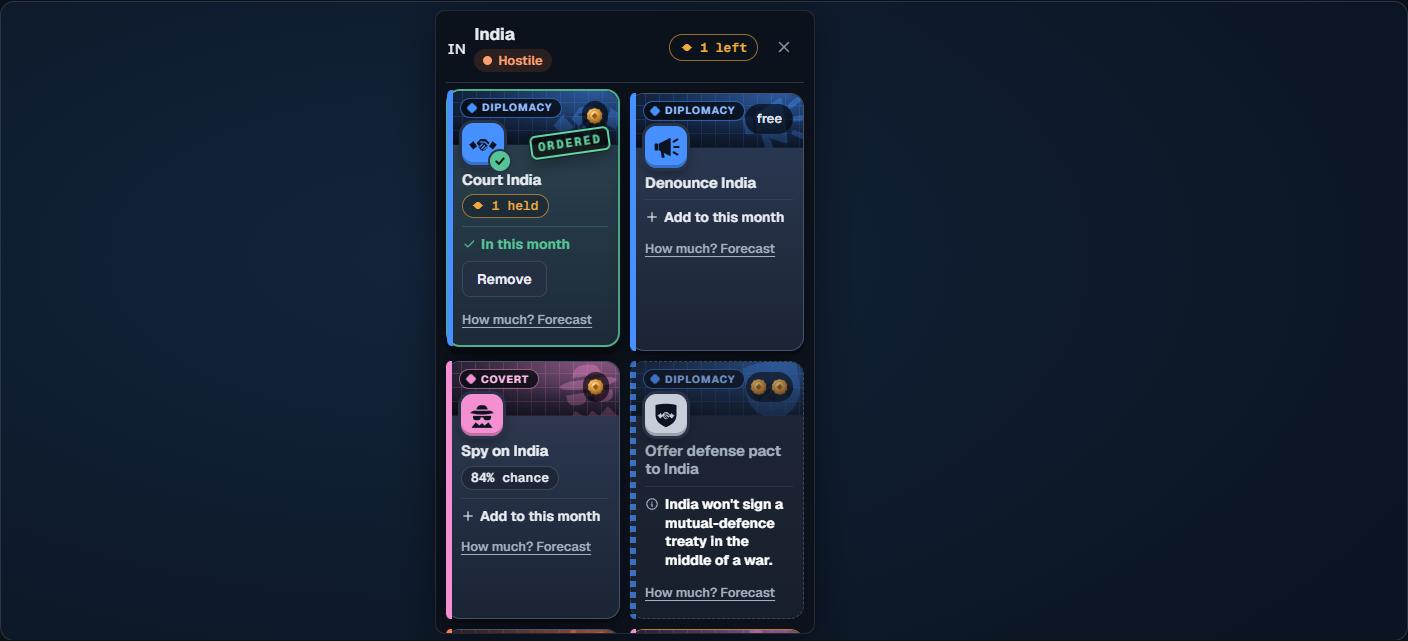 IN
India
Hostile
1 left
DIPLOMACY
ORDERED
Court India
1 held
In this month
Remove
How much? Forecast
DIPLOMACY
free
Denounce India
Add to this month
How much? Forecast
COVERT
Spy on India
84% chance
Add to this month
How much? Forecast
DIPLOMACY
Offer defense pact
to India
India won't sign a
mutual-defence
treaty in the
middle of a war.
How much? Forecast